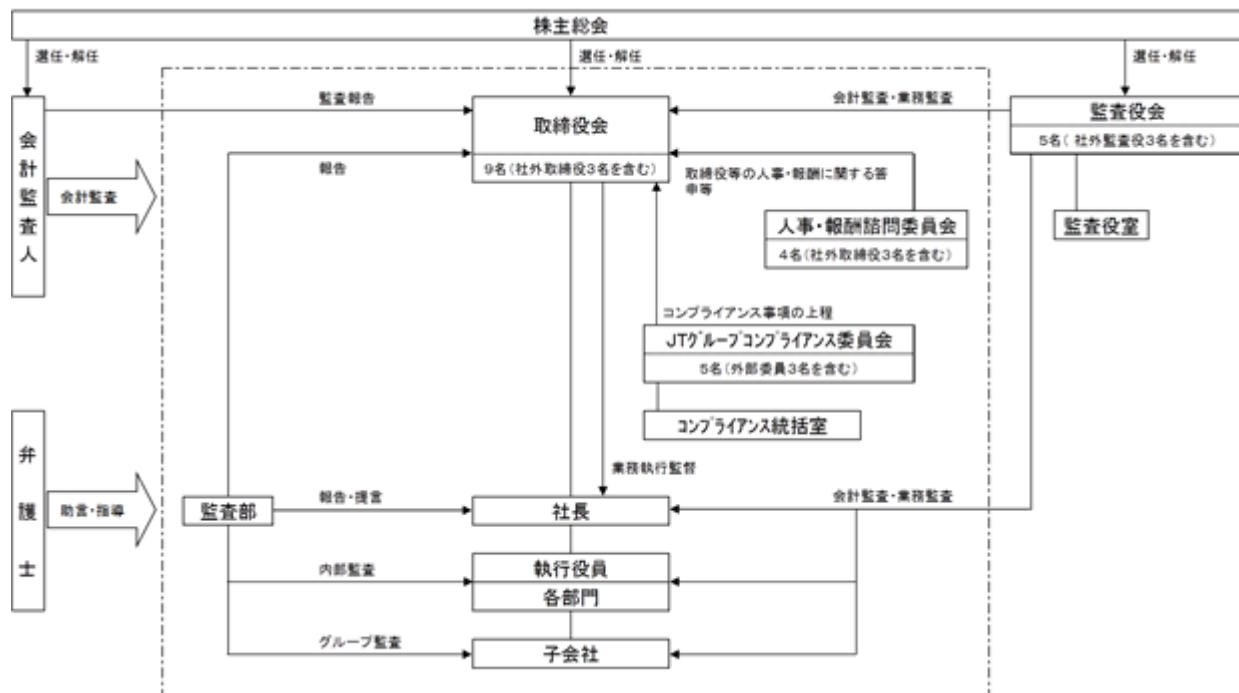 株主総会
選任・解任
選任・解任
選任・解任
会計監査人
会計監査
監査報告
取締役会
9名(社外取締役3名を含む)
会計監査・業務監査
監査役会
5名( 社外監査役3名を含む)
監査役室
報告
取締役等の人事・報酬に関する答
申等
人事・報酬諮問委員会
4名(社外取締役3名を含む)
コンプライアンス事項の上程
JTグループコンプライアンス委員会
5名(外部委員3名を含む)
コンプライアンス統括室
業務執行監督
弁護士
助言・指導
監査部
報告・提言
社長
会計監査・業務監査
内部監査
執行役員
各部門
グループ監査
子会社